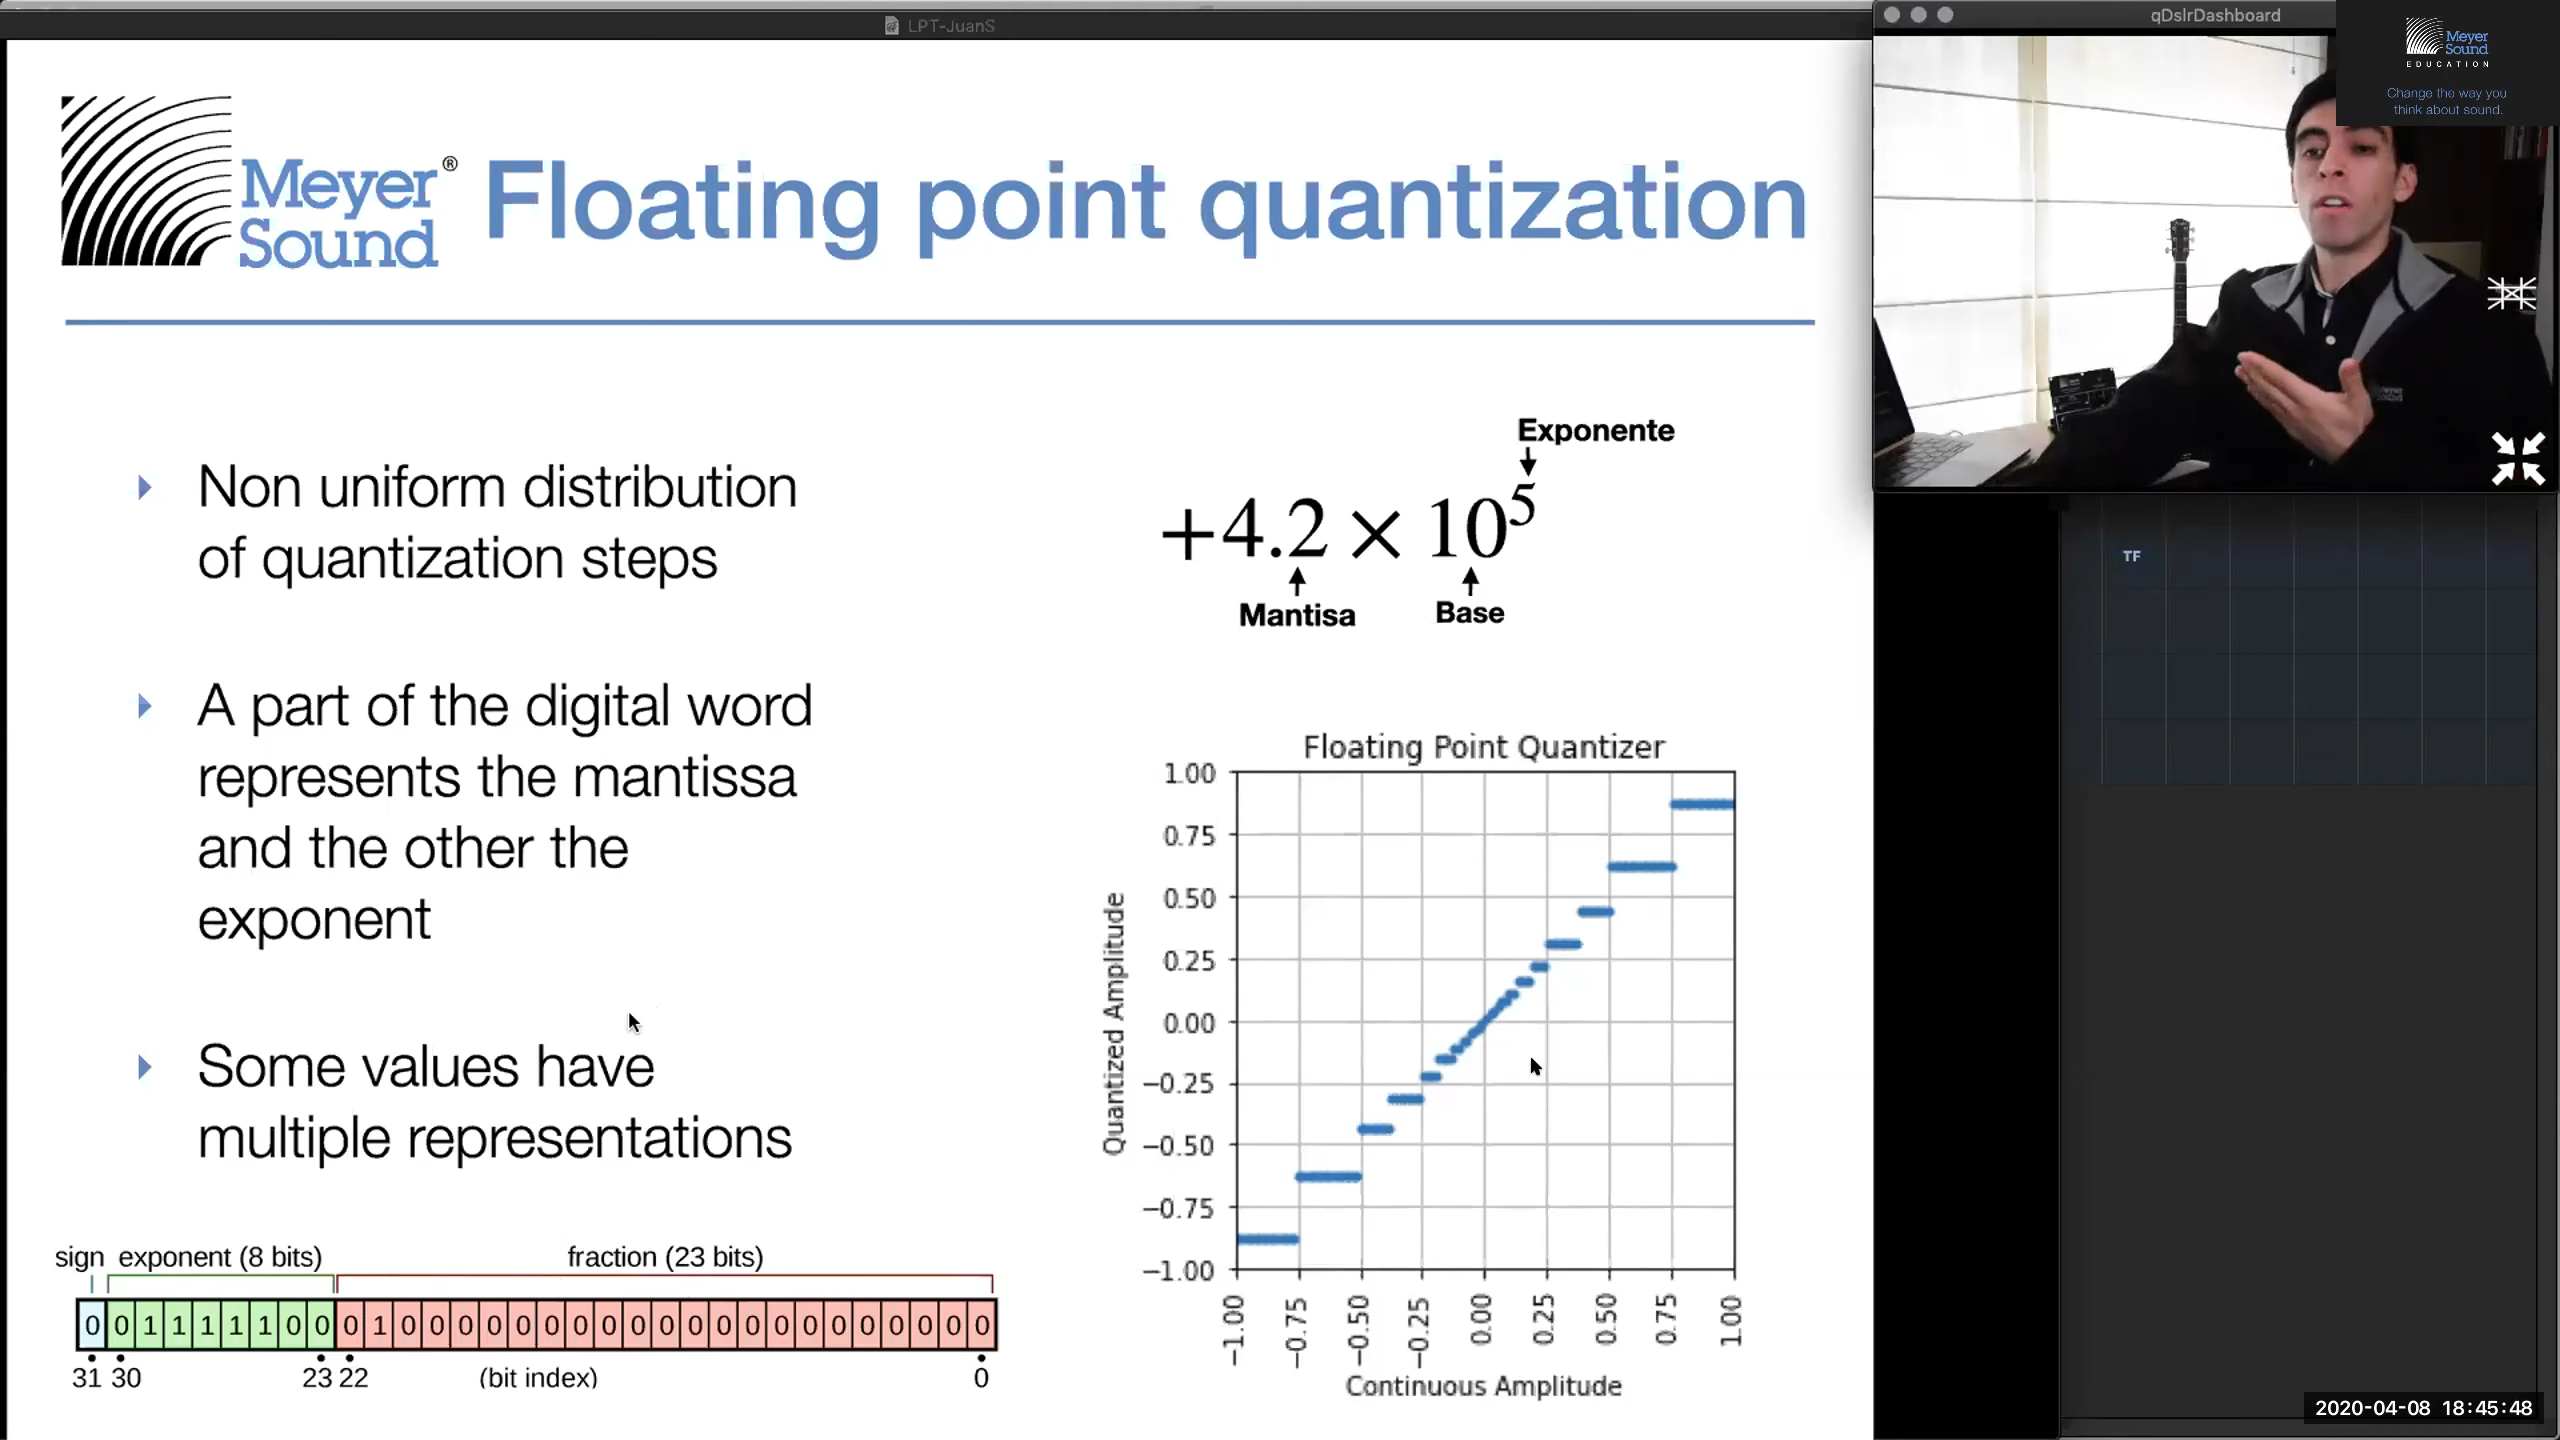 LPT-JuanS
qDslrDashboard
Meyer
Sound
EDUCATION
Change the way you
think about sound.
Meyer®
Sound
Floating point quantization
Non uniform distribution
of quantization steps
A part of the digital word
represents the mantissa
and the other the
exponent
Some values have
multiple representations
Exponente
+4.2 × 10⁵
Mantisa Base
TF
Floating Point Quantizer
1.00
0.75
0.50
0.25
0.00
−0.25
−0.50
−0.75
−1.00
Quantized Amplitude
−1.00 −0.75 −0.50 −0.25 0.00 0.25 0.50 0.75 1.00
Continuous Amplitude
sign exponent (8 bits) fraction (23 bits)
0 0 1 1 1 1 1 0 0 0 1 0 0 0 0 0 0 0 0 0 0 0 0 0 0 0 0 0 0 0 0 0
31 30 23 22 (bit index) 0
2020-04-08 18:45:48